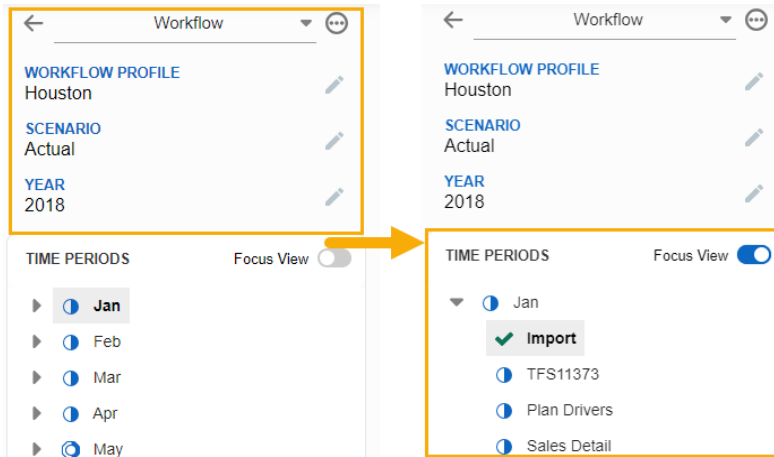 Workflow
WORKFLOW PROFILE
Houston
SCENARIO
Actual
YEAR
2018
TIME PERIODS Focus View
Jan
Feb
Mar
Apr
May
Workflow
WORKFLOW PROFILE
Houston
SCENARIO
Actual
YEAR
2018
TIME PERIODS Focus View
Jan
Import
TFS11373
Plan Drivers
Sales Detail